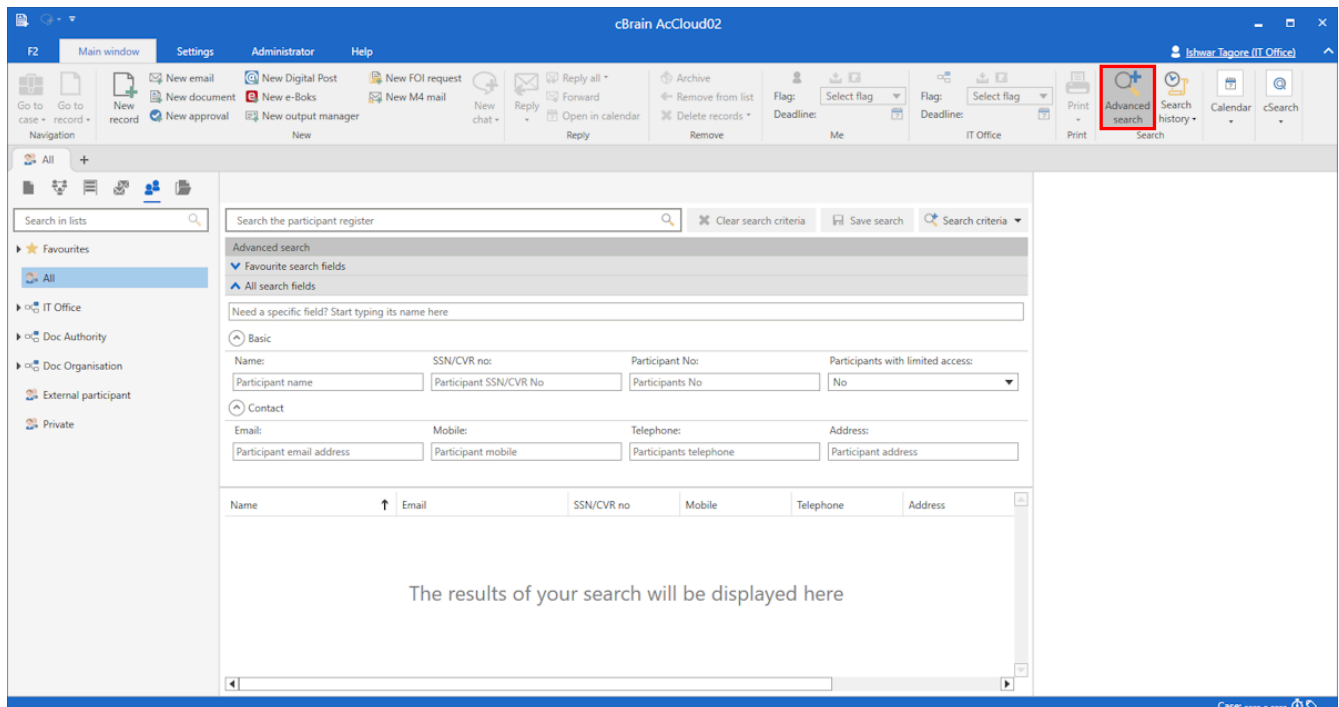 cBrain AcCloud02
F2 Main window Settings Administrator Help Ishwar Tagore (IT Office)
New email New Digital Post New FOI request Reply all Archive
New document New e-Boks New M4 mail Forward Remove from list Flag: Select flag Flag: Select flag
New approval New output manager Open in calendar Delete records Deadline: Deadline:
Go to case Go to record New record New chat Reply Print Advanced search Search history Calendar cSearch
Navigation New Reply Remove Me IT Office Print Search
All +
Search in lists Search the participant register Clear search criteria Save search Search criteria
Favourites Advanced search
Favourite search fields
All All search fields
IT Office Need a specific field? Start typing its name here
Doc Authority Basic
Doc Organisation Name: SSN/CVR no: Participant No: Participants with limited access:
Participant name Participant SSN/CVR No Participants No No
External participant Contact
Private Email: Mobile: Telephone: Address:
Participant email address Participant mobile Participants telephone Participant address
Name Email SSN/CVR no Mobile Telephone Address
The results of your search will be displayed here
Case: